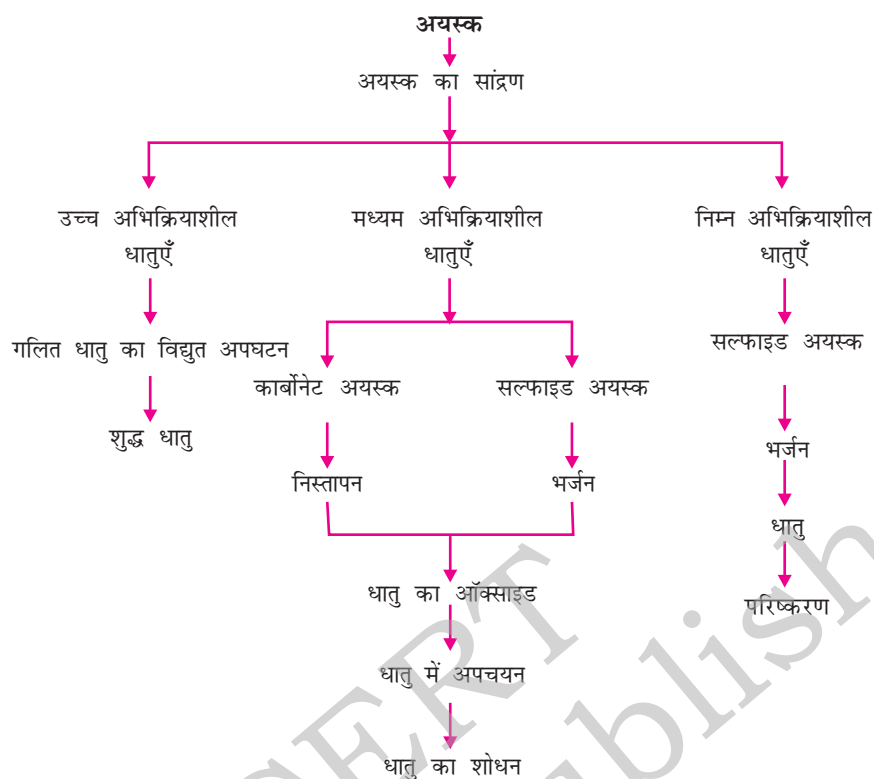 अयस्क
अयस्क का सांद्रण
उच्च अभिक्रियाशील
धातुएँ
मध्यम अभिक्रियाशील
धातुएँ
निम्न अभिक्रियाशील
धातुएँ
गलित धातु का विद्युत अपघटन
शुद्ध धातु
कार्बोनेट अयस्क
सल्फाइड अयस्क
निस्तापन
भर्जन
धातु का ऑक्साइड
धातु में अपचयन
धातु का शोधन
सल्फाइड अयस्क
भर्जन
धातु
परिष्करण